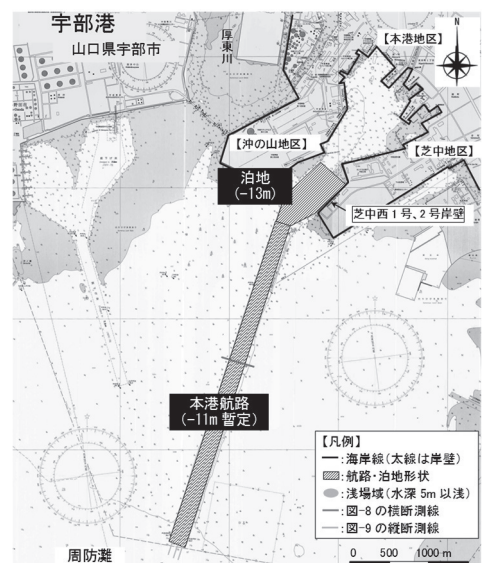 宇部港
山口県宇部市
厚東川
【本港地区】
N
【沖の山地区】
【芝中地区】
泊地
(-13m)
芝中西1号、2号岸壁
本港航路
(-11m 暫定)
【凡例】
:海岸線(太線は岸壁)
:航路・泊地形状
:浅場域(水深5m以浅)
:図-8の横断測線
:図-9の縦断測線
周防灘
0 500 1000 m